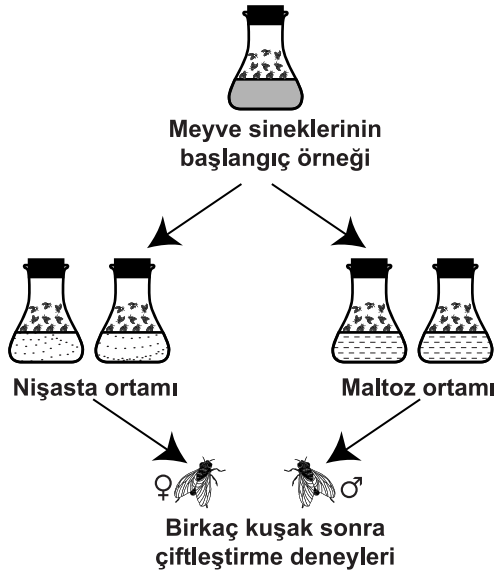 Meyve sineklerinin
başlangıç örneği
Nişasta ortamı
Maltoz ortamı
♀
♂
Birkaç kuşak sonra
çiftleştirme deneyleri